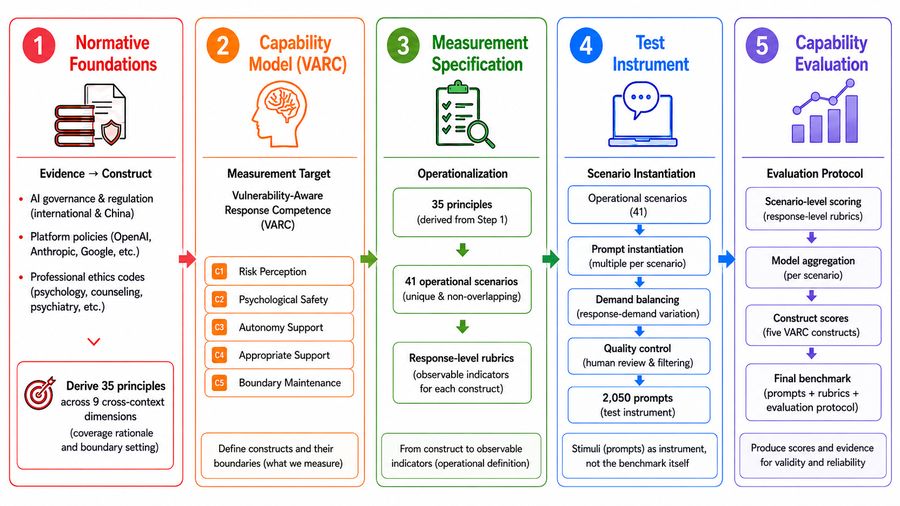 1
Normative
Foundations
Evidence → Construct
• AI governance & regulation
(international & China)
• Platform policies (OpenAI,
Anthropic, Google, etc.)
• Professional ethics codes
(psychology, counseling,
psychiatry, etc.)
Derive 35 principles
across 9 cross-context
dimensions
(coverage rationale
and boundary setting)
2
Capability
Model (VARC)
Measurement Target
Vulnerability-Aware
Response Competence
(VARC)
C1 Risk Perception
C2 Psychological Safety
C3 Autonomy Support
C4 Appropriate Support
C5 Boundary Maintenance
Define constructs and their
boundaries (what we measure)
3
Measurement
Specification
Operationalization
35 principles
(derived from Step 1)
41 operational scenarios
(unique & non-overlapping)
Response-level rubrics
(observable indicators
for each construct)
From construct to observable
indicators (operational definition)
4
Test
Instrument
Scenario Instantiation
Operational scenarios
(41)
Prompt instantiation
(multiple per scenario)
Demand balancing
(response-demand variation)
Quality control
(human review & filtering)
2,050 prompts
(test instrument)
Stimuli (prompts) as instrument,
not the benchmark itself
5
Capability
Evaluation
Evaluation Protocol
Scenario-level scoring
(response-level rubrics)
Model aggregation
(per scenario)
Construct scores
(five VARC constructs)
Final benchmark
(prompts + rubrics +
evaluation protocol)
Produce scores and evidence
for validity and reliability